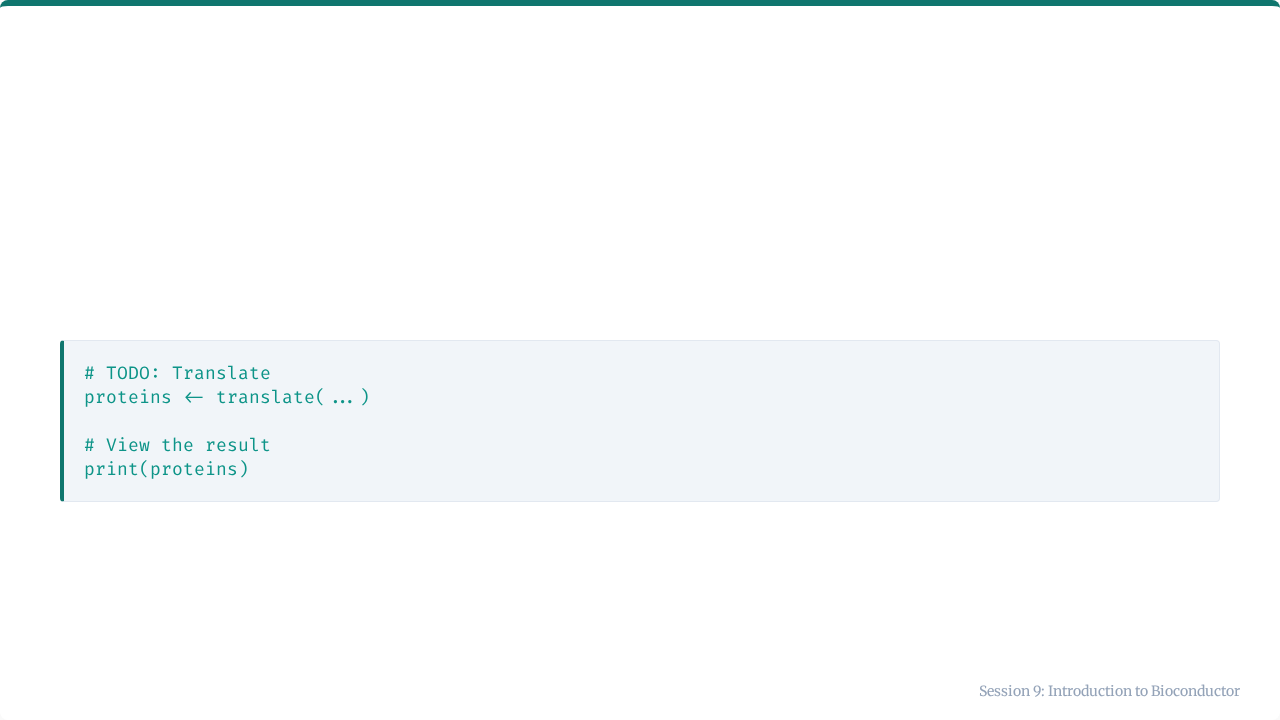 # TODO: Translate
proteins <- translate(...)
# View the result
print(proteins)
Session 9: Introduction to Bioconductor